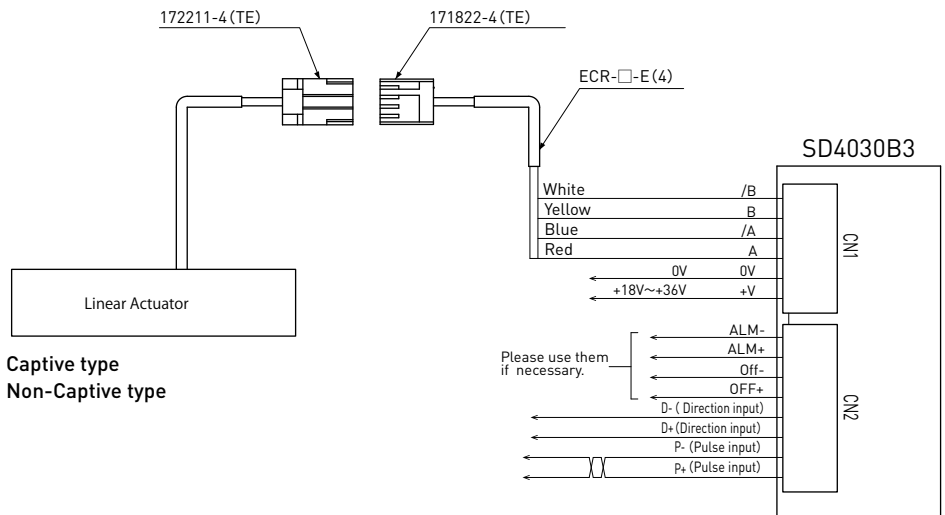 172211-4(TE)
171822-4(TE)
ECR-□-E(4)
SD4030B3
White /B
Yellow B
Blue /A
Red A
0V 0V
+18V～+36V +V
CN1
Linear Actuator
Captive type
Non-Captive type
Please use them
if necessary.
ALM-
ALM+
Off-
OFF+
D- ( Direction input)
D+(Direction input)
P- (Pulse input)
P+ (Pulse input)
CN2